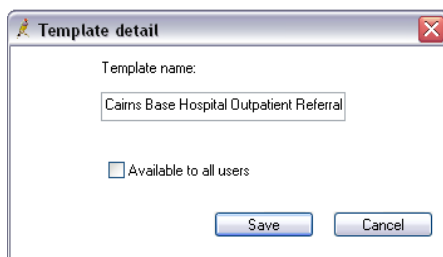 Template detail
Template name:
Cairns Base Hospital Outpatient Referral
Available to all users
Save Cancel